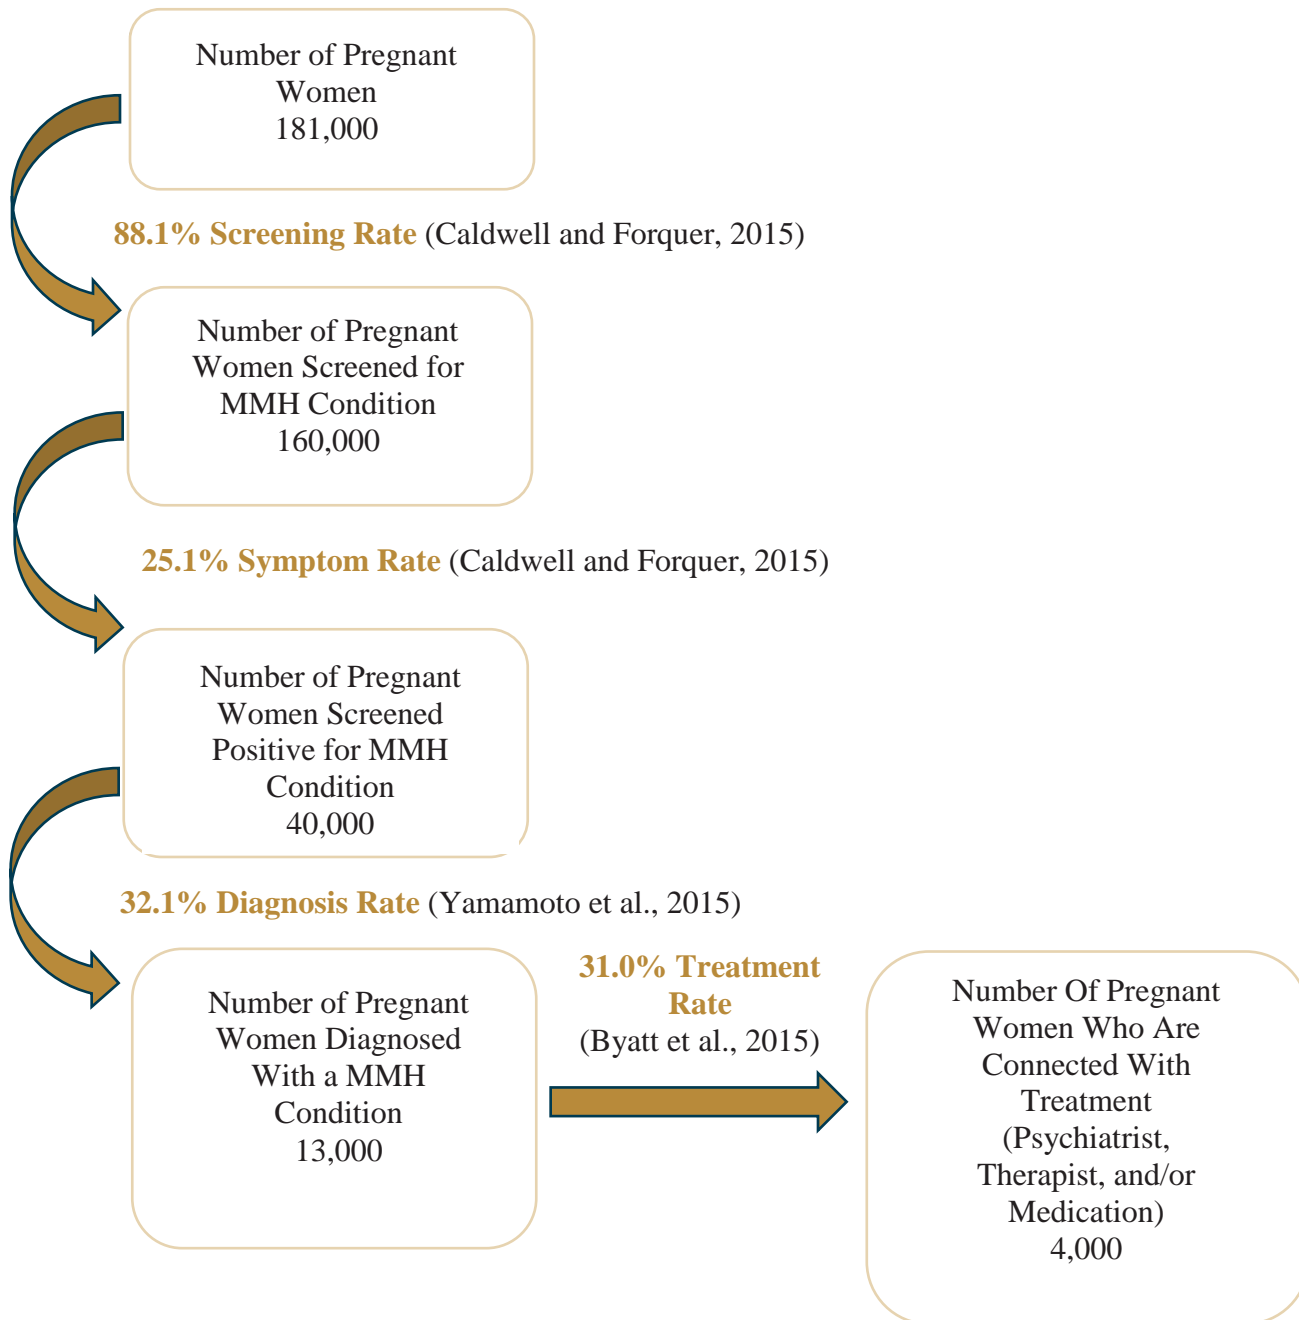 Number of Pregnant
Women
181,000
88.1% Screening Rate (Caldwell and Forquer, 2015)
Number of Pregnant
Women Screened for
MMH Condition
160,000
25.1% Symptom Rate (Caldwell and Forquer, 2015)
Number of Pregnant
Women Screened
Positive for MMH
Condition
40,000
32.1% Diagnosis Rate (Yamamoto et al., 2015)
Number of Pregnant
Women Diagnosed
With a MMH
Condition
13,000
31.0% Treatment
Rate
(Byatt et al., 2015)
Number Of Pregnant
Women Who Are
Connected With
Treatment
(Psychiatrist,
Therapist, and/or
Medication)
4,000